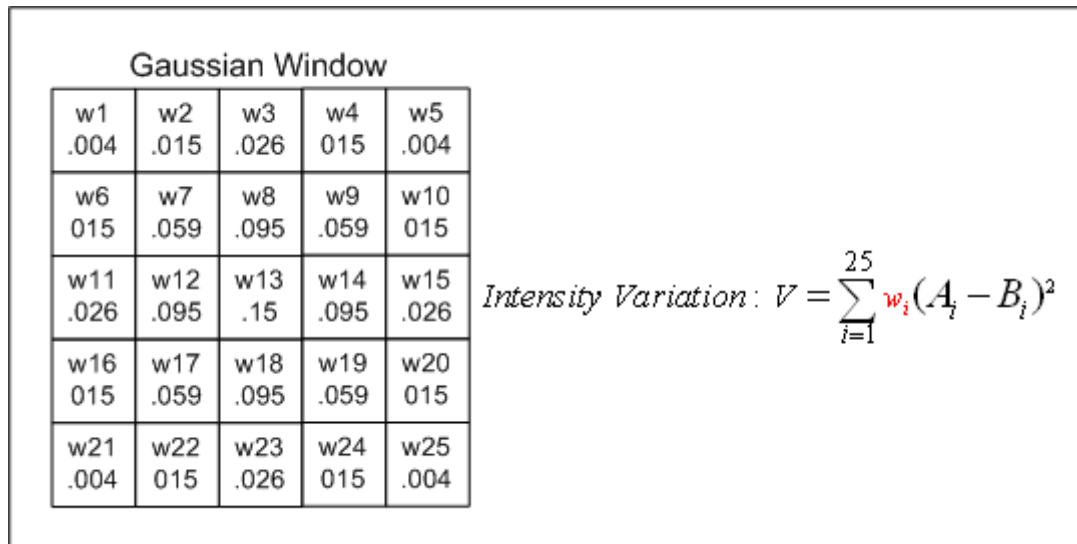 Gaussian Window
w1 w2 w3 w4 w5
.004 .015 .026 015 .004
w6 w7 w8 w9 w10
015 .059 .095 .059 015
w11 w12 w13 w14 w15
.026 .095 .15 .095 .026
w16 w17 w18 w19 w20
015 .059 .095 .059 015
w21 w22 w23 w24 w25
.004 015 .026 015 .004
Intensity Variation: V = ∑_{i=1}^{25} w_i(A_i − B_i)²